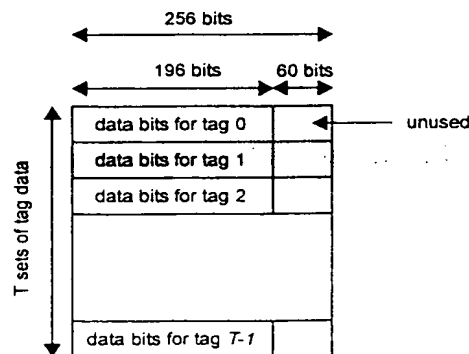 256 bits
196 bits 60 bits
data bits for tag 0 unused
data bits for tag 1
data bits for tag 2
T sets of tag data
data bits for tag T-1